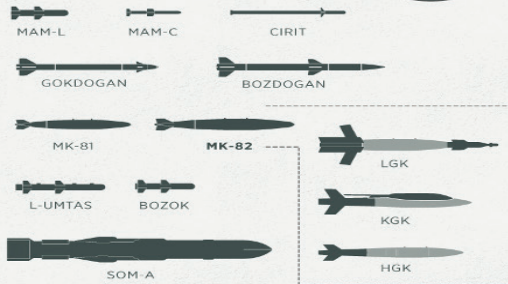 MAM-L
MAM-C
CIRIT
GOKDOGAN
BOZDOGAN
MK-81
MK-82
LGK
L-UMTAS
BOZOK
KGK
SOM-A
HGK